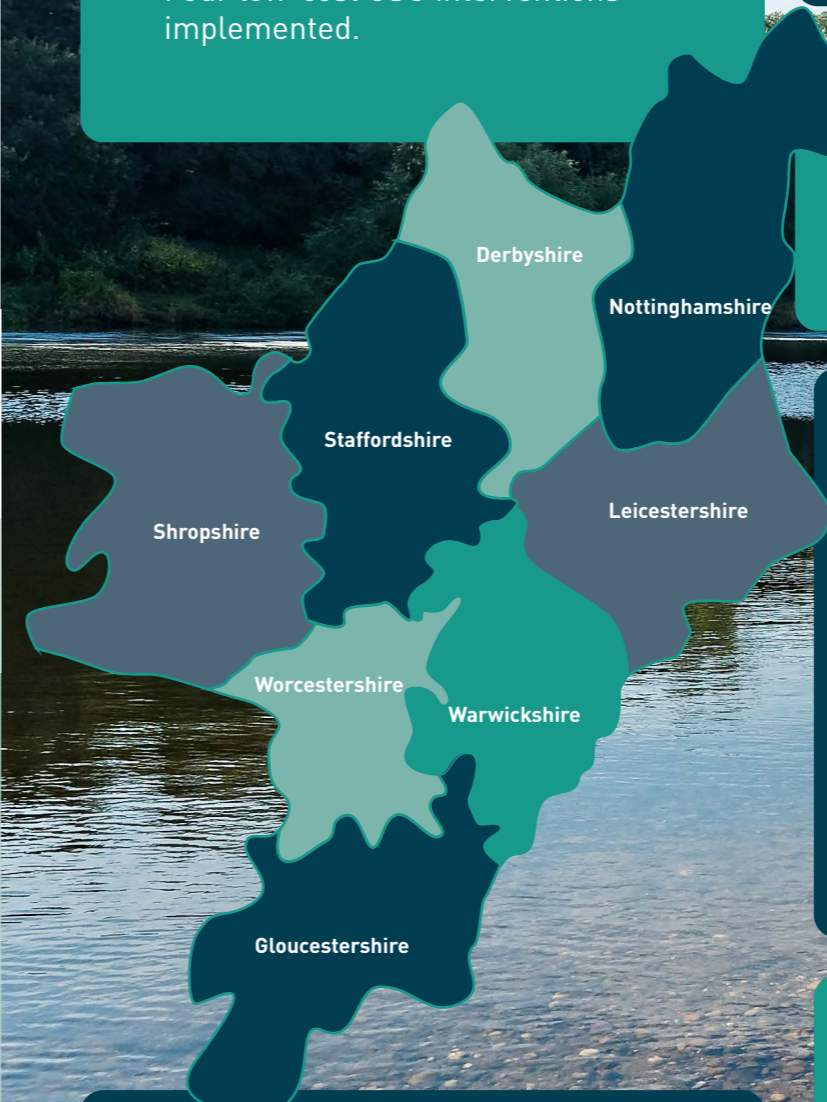 implemented.
Derbyshire
Nottinghamshire
Staffordshire
Leicestershire
Shropshire
Worcestershire
Warwickshire
Gloucestershire